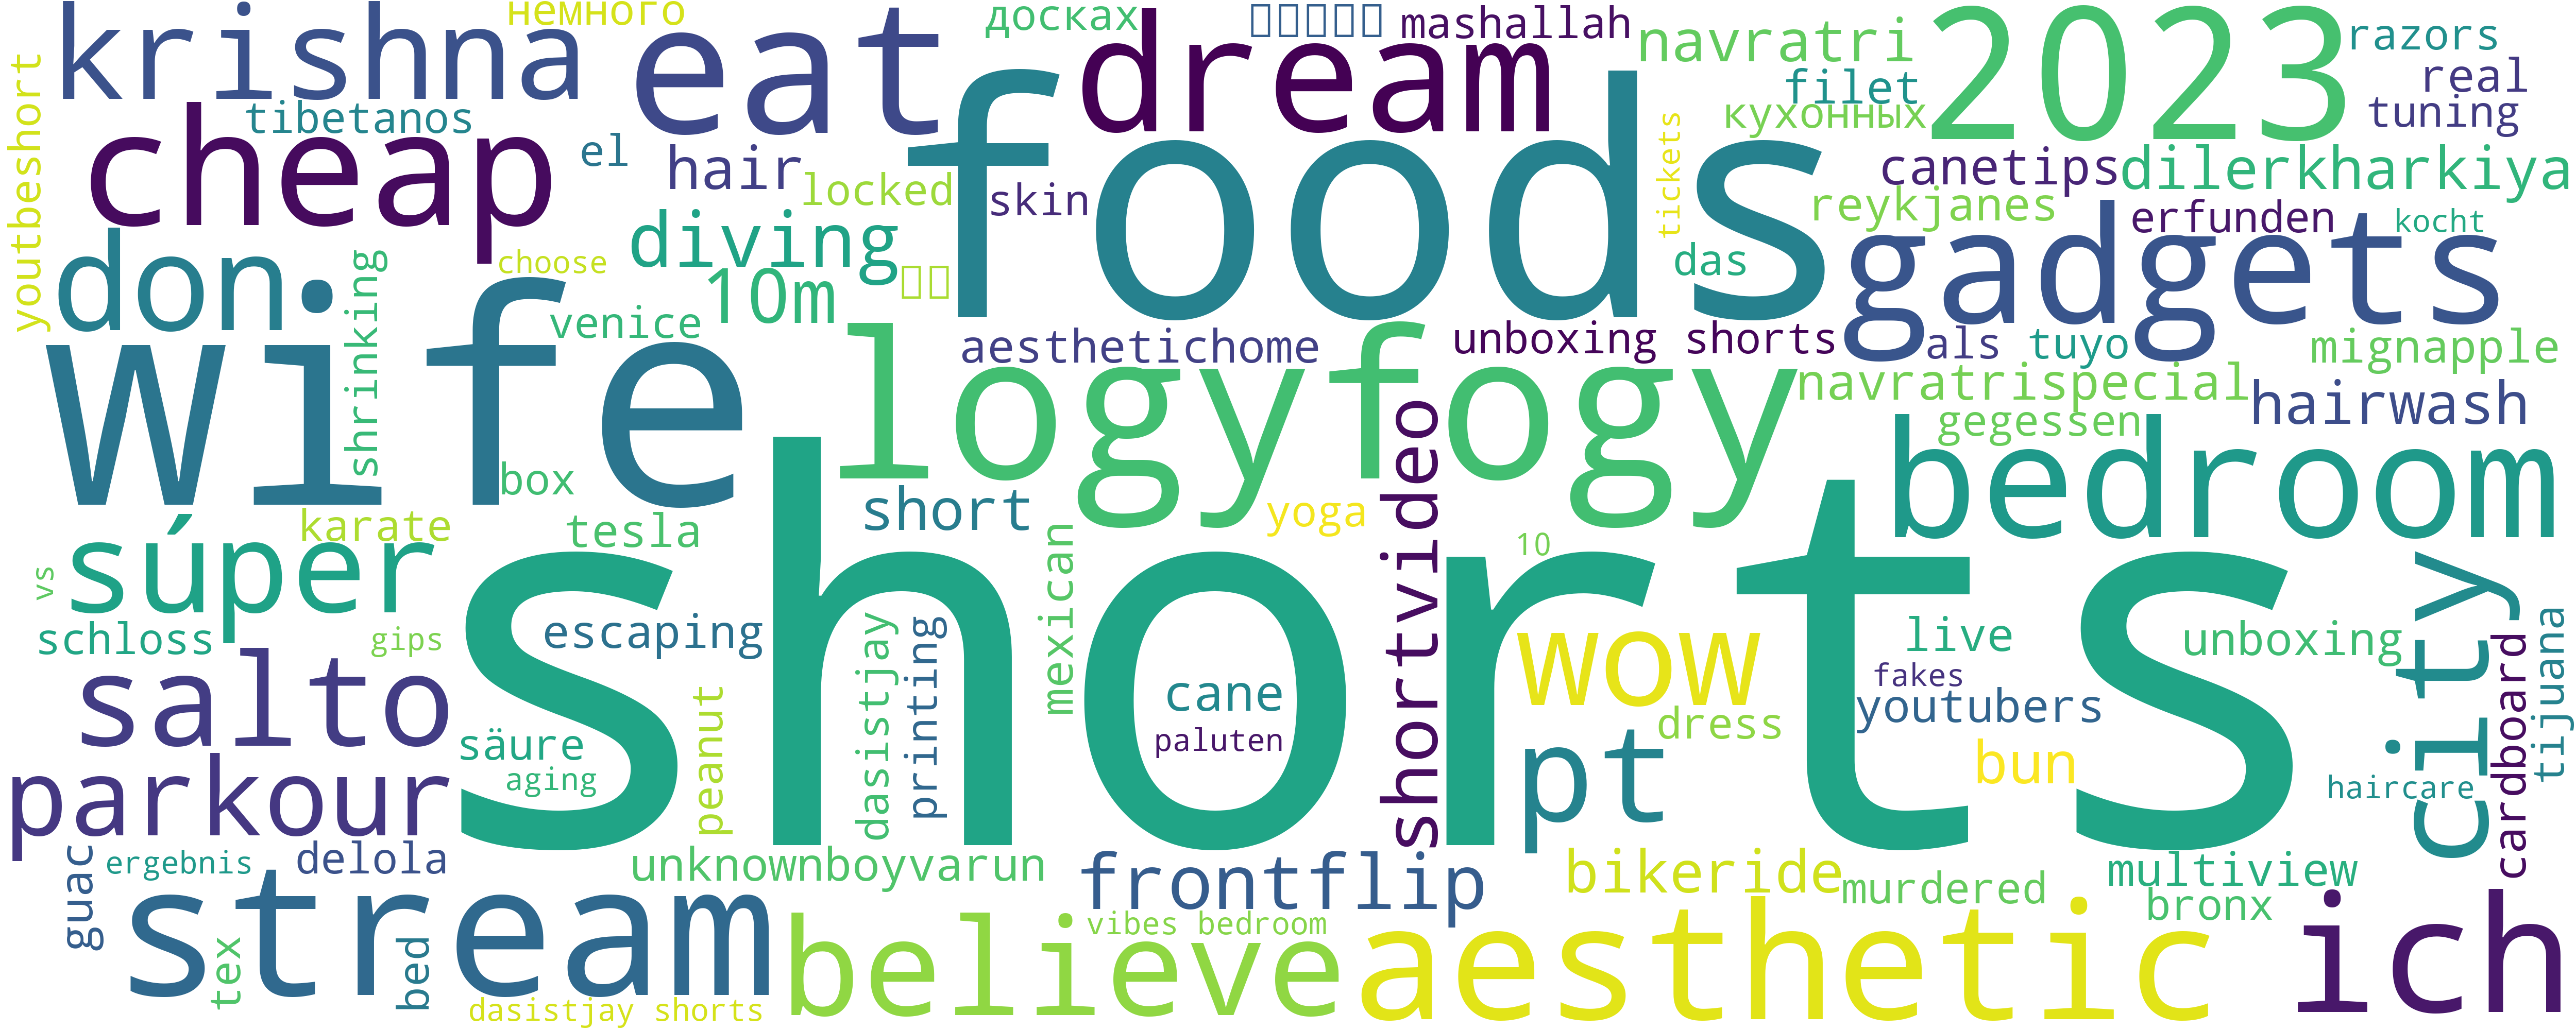 немного
досках
mashallah
krishna
eat
dream
navratri
2023
razors
filet
real
tuning
кухонных
tibetanos
cheap
el
hair
locked
skin
tickets
foods
canetips
dilerkharkiya
youtbeshort
reykjanes
erfunden
kocht
don
shrinking
choose
diving
10m
das
gadgets
venice
aesthetichome
unboxing shorts
als
tuyo
mignapple
wife
logyfogy
navratrispecial
hairwash
gegessen
box
bedroom
short
shortvideo
yoga
karate
tesla
súper
mexican
10
vs
shorts
city
schloss
gips
escaping
dasistjay
printing
wow
live
unboxing
tijuana
cardboard
salto
peanut
cane
fakes
youtubers
dress
säure
paluten
pt
bun
aging
haircare
parkour
guac
ergebnis
delola
unknownboyvarun
frontflip
bikeride
murdered
multiview
bronx
stream
tex
bed
vibes bedroom
believe
aesthetic
ich
dasistjay shorts